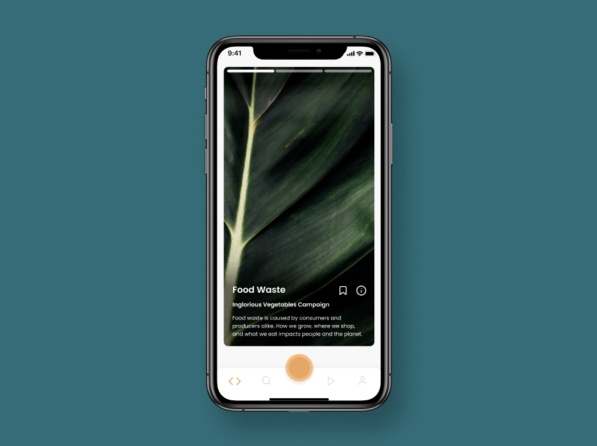 9:41
Food Waste
Inglorious Vegetables Campaign
Food waste is caused by consumers and
producers alike. How we grow, where we shop,
and what we eat impacts people and the planet.